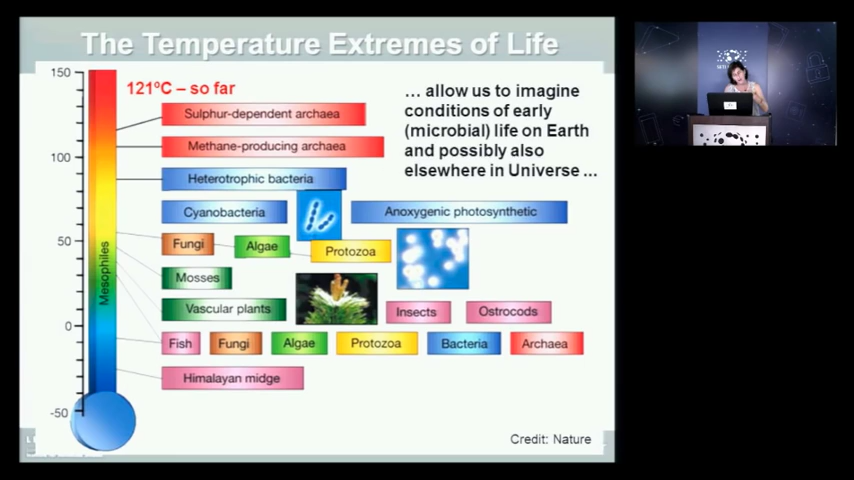 The Temperature Extremes of Life
150
100
50
0
-50
Mesophiles
121ºC – so far
... allow us to imagine
conditions of early
(microbial) life on Earth
and possibly also
elsewhere in Universe ...
Sulphur-dependent archaea
Methane-producing archaea
Heterotrophic bacteria
Cyanobacteria
Anoxygenic photosynthetic
Fungi
Algae
Protozoa
Mosses
Vascular plants
Insects
Ostrocods
Fish
Fungi
Algae
Protozoa
Bacteria
Archaea
Himalayan midge
Credit: Nature